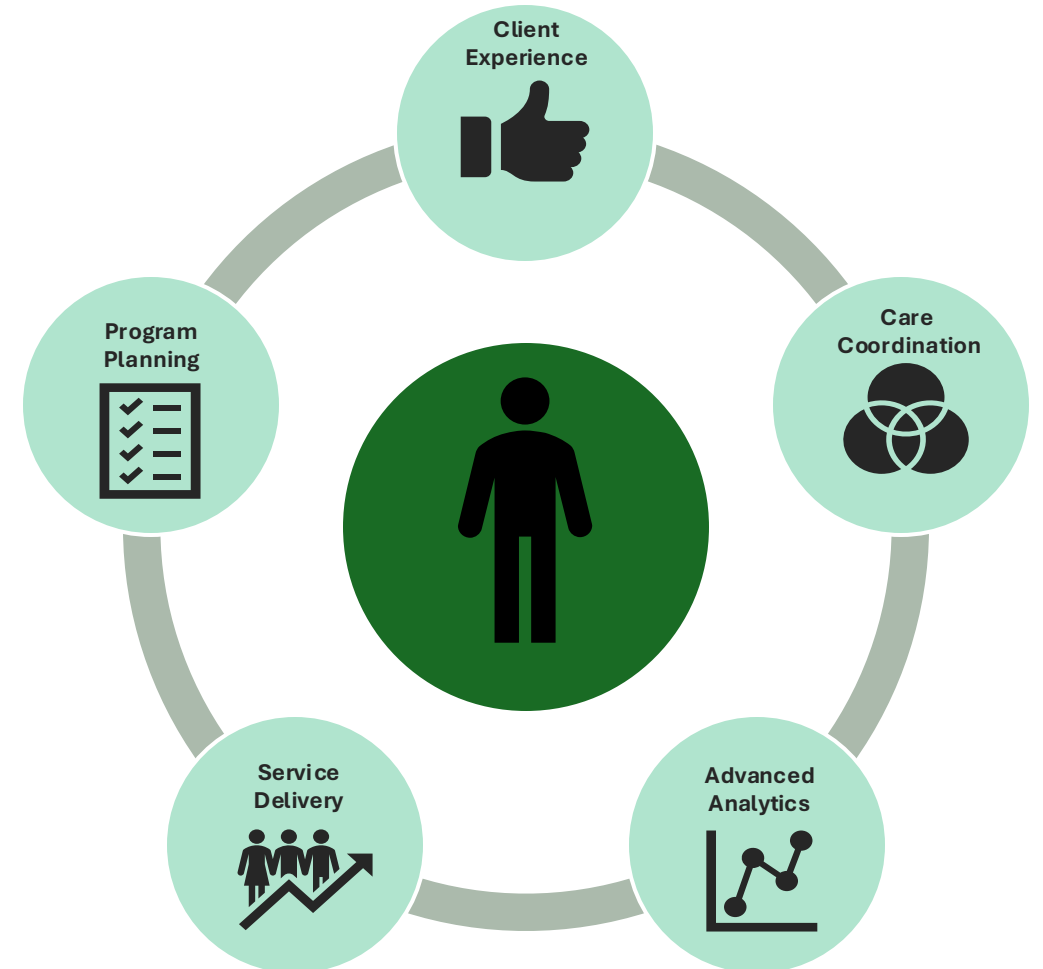 Client
Experience
Care
Coordination
Advanced
Analytics
Service
Delivery
Program
Planning